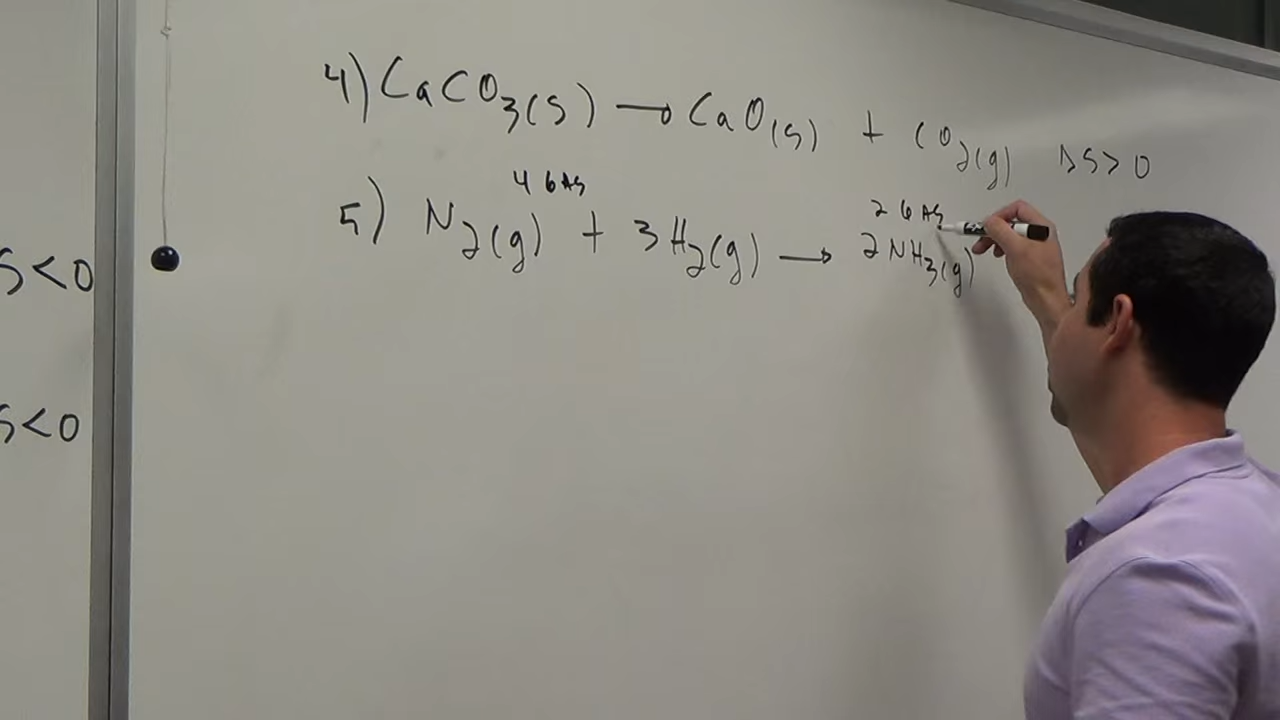 4) CaCO3(s) → CaO(s) + CO2(g) ΔS>0
4 GAS 2 GAS
5) N2(g) + 3H2(g) → 2NH3(g)
S<0
S<0